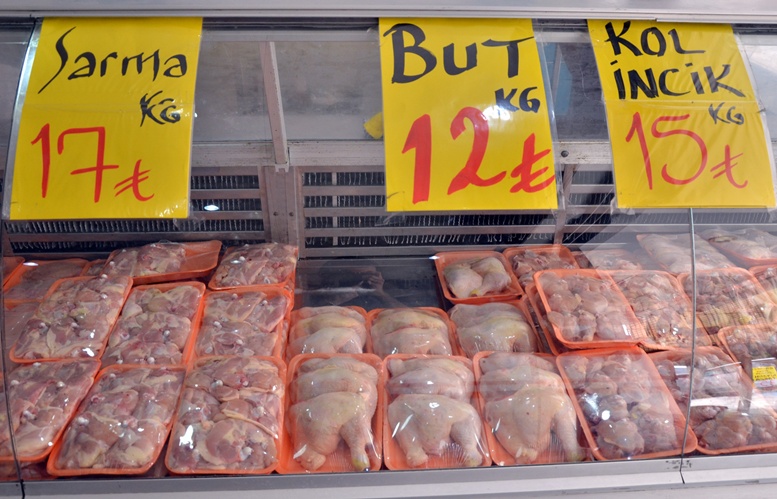 Sarma
KG
17 ₺
BUT
KG
12 ₺
KOL
İNCİK
KG
15 ₺